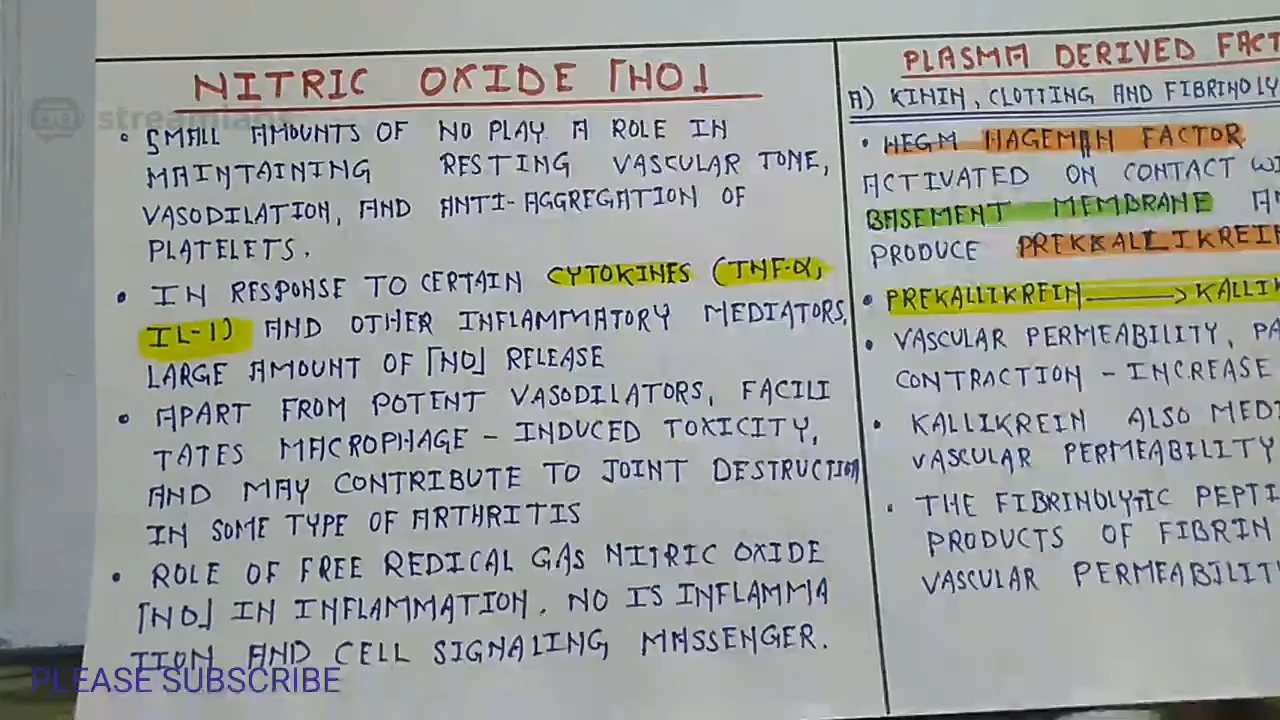 NITRIC OXIDE [NO]
• SMALL AMOUNTS OF NO PLAY A ROLE IN
MAINTAINING RESTING VASCULAR TONE,
VASODILATION, AND ANTI-AGGREGATION OF
PLATELETS.
• IN RESPONSE TO CERTAIN CYTOKINES (TNF-α,
IL-1) AND OTHER INFLAMMATORY MEDIATORS,
LARGE AMOUNT OF [NO] RELEASE
• APART FROM POTENT VASODILATORS, FACILI
TATES MACROPHAGE - INDUCED TOXICITY,
AND MAY CONTRIBUTE TO JOINT DESTRUCTION
IN SOME TYPE OF ARTHRITIS
• ROLE OF FREE REDICAL GAS NITRIC OXIDE
[NO] IN INFLAMMATION. NO IS INFLAMMA
TION AND CELL SIGNALING MASSENGER.
PLASMA DERIVED FACT
A) KININ, CLOTTING AND FIBRINOLY
• HEGM HAGEMAN FACTOR
ACTIVATED ON CONTACT WI
BASEMENT MEMBRANE A
PRODUCE PREKKALLIKREIN
• PREKALLIKREIN → KALLIK
• VASCULAR PERMEABILITY, PA
CONTRACTION - INCREASE
• KALLIKREIN ALSO MED
VASCULAR PERMEABILITY
• THE FIBRINOLYTIC PEPTI
PRODUCTS OF FIBRIN
VASCULAR PERMEABILIT
streamians
PLEASE SUBSCRIBE